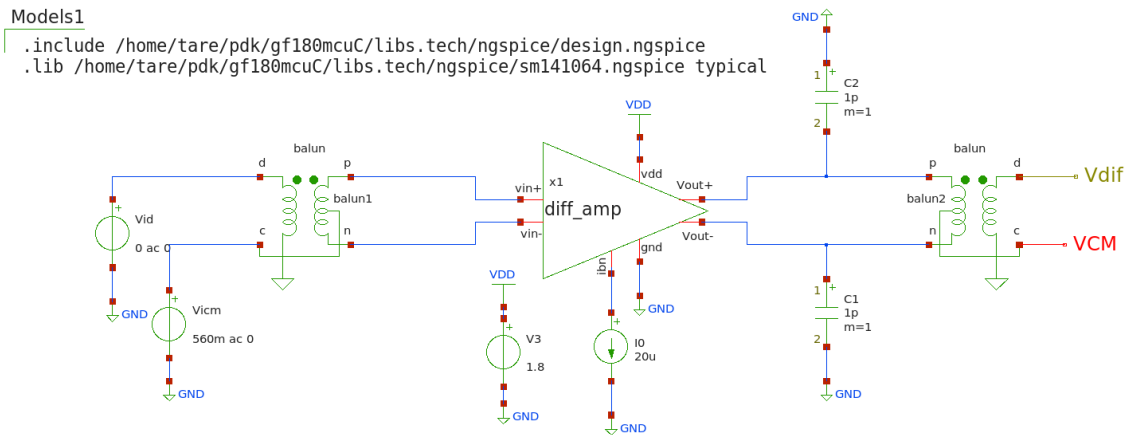 Models1
.include /home/tare/pdk/gf180mcuC/libs.tech/ngspice/design.ngspice
.lib /home/tare/pdk/gf180mcuC/libs.tech/ngspice/sm141064.ngspice typical
GND
1
+
C2
1p
m=1
2
VDD
balun
d
p
balun1
c
n
+
Vid
0 ac 0
GND
+
Vicm
560m ac 0
GND
vin+
vin-
x1
diff_amp
vdd
Vout+
Vout-
gnd
ibn
GND
VDD
+
V3
1.8
GND
+
I0
20u
GND
balun
p
d
balun2
n
c
Vdif
VCM
1
+
C1
1p
m=1
2
GND